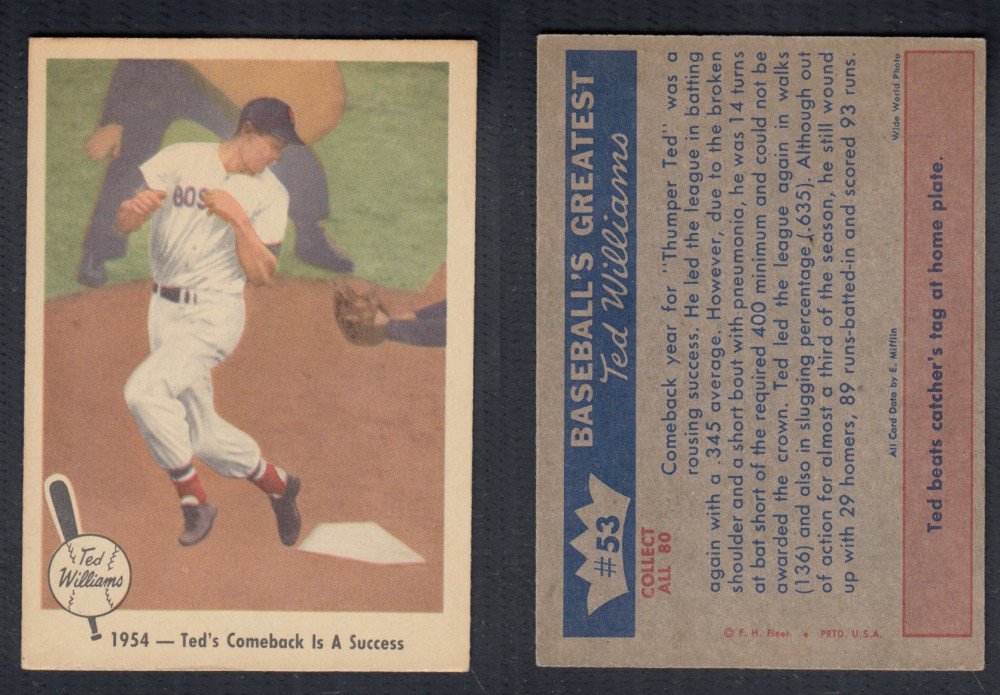 BOS
Ted
Williams
1954 — Ted's Comeback Is A Success
#53
BASEBALL'S GREATEST
Ted Williams
COLLECT
ALL 80
Comeback year for "Thumper Ted" was a
rousing success. He led the league in batting
again with a .345 average. However, due to the broken
shoulder and a short bout with pneumonia, he was 14 turns
at bat short of the required 400 minimum and could not be
awarded the crown. Ted led the league again in walks
(136) and also in slugging percentage (.635). Although out
of action for almost a third of the season, he still wound
up with 29 homers, 89 runs-batted-in and scored 93 runs.
© F. H. Fleer • PRTD. U.S.A.
All Card Data by E. Mifflin
Wide World Photo
Ted beats catcher's tag at home plate.